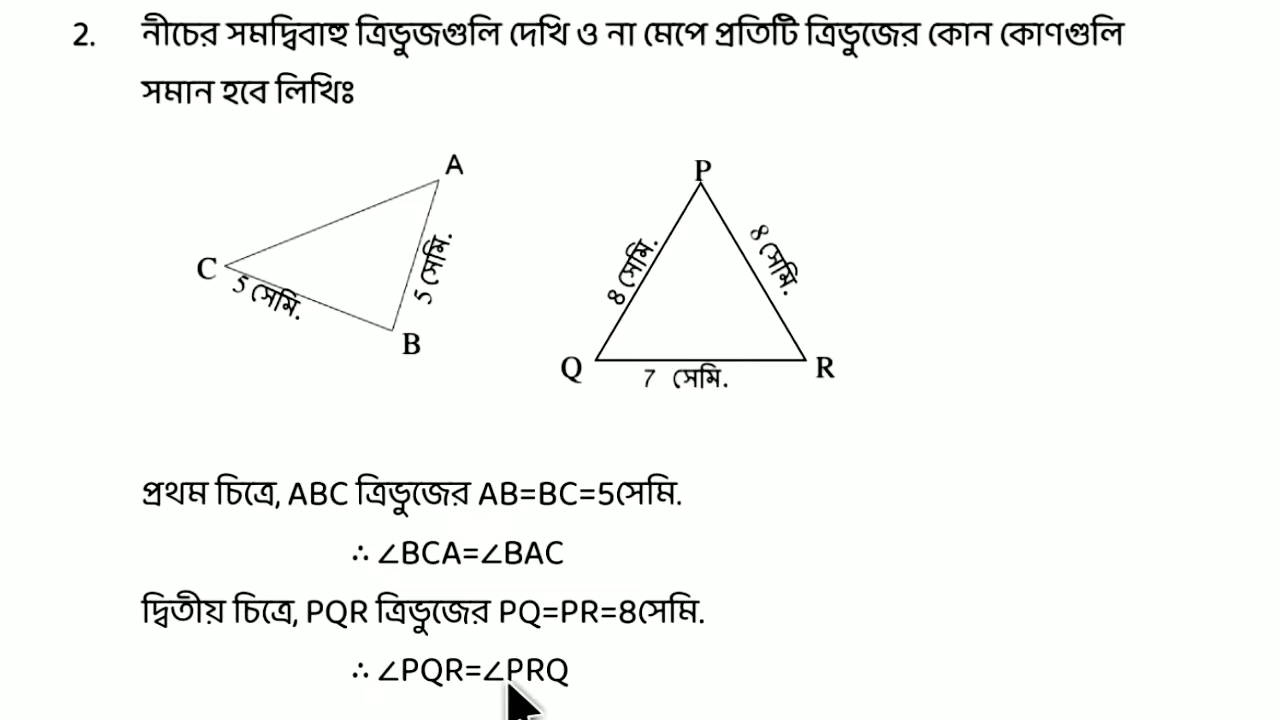 2. নীচের সমদ্বিবাহু ত্রিভুজগুলি দেখি ও না মেপে প্রতিটি ত্রিভুজের কোন কোণগুলি
সমান হবে লিখিঃ
A
C
B
5 সেমি.
5 সেমি.
P
Q
R
8 সেমি.
8 সেমি.
7 সেমি.
প্রথম চিত্রে, ABC ত্রিভুজের AB=BC=5সেমি.
∴ ∠BCA=∠BAC
দ্বিতীয় চিত্রে, PQR ত্রিভুজের PQ=PR=8সেমি.
∴ ∠PQR=∠PRQ